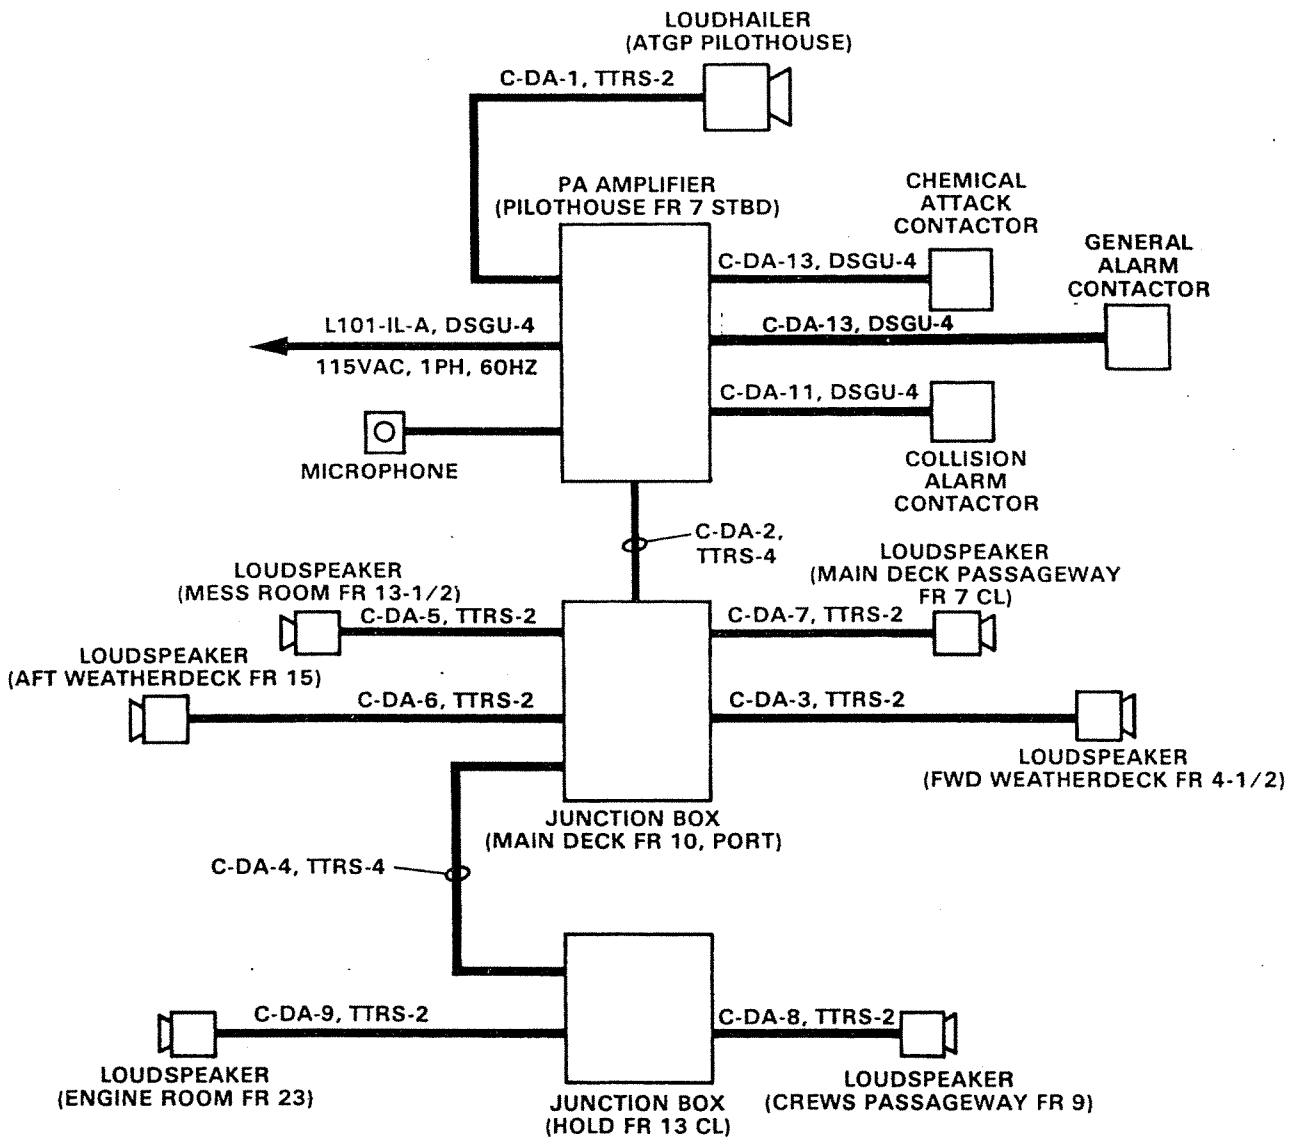 LOUDHAILER
(ATGP PILOTHOUSE)
C-DA-1, TTRS-2
PA AMPLIFIER
(PILOTHOUSE FR 7 STBD)
CHEMICAL
ATTACK
CONTACTOR
GENERAL
ALARM
CONTACTOR
C-DA-13, DSGU-4
L101-IL-A, DSGU-4
C-DA-13, DSGU-4
115VAC, 1PH, 60HZ
C-DA-11, DSGU-4
MICROPHONE
COLLISION
ALARM
CONTACTOR
C-DA-2,
TTRS-4
LOUDSPEAKER
(MESS ROOM FR 13-1/2)
C-DA-5, TTRS-2
LOUDSPEAKER
(MAIN DECK PASSAGEWAY
FR 7 CL)
C-DA-7, TTRS-2
LOUDSPEAKER
(AFT WEATHERDECK FR 15)
C-DA-6, TTRS-2
C-DA-3, TTRS-2
LOUDSPEAKER
(FWD WEATHERDECK FR 4-1/2)
JUNCTION BOX
(MAIN DECK FR 10, PORT)
C-DA-4, TTRS-4
C-DA-9, TTRS-2
C-DA-8, TTRS-2
LOUDSPEAKER
(ENGINE ROOM FR 23)
JUNCTION BOX
(HOLD FR 13 CL)
LOUDSPEAKER
(CREWS PASSAGEWAY FR 9)